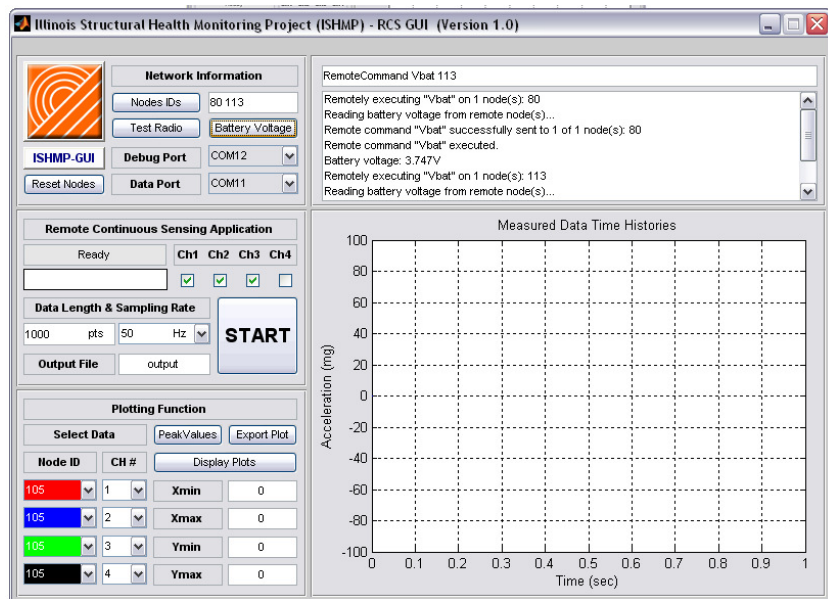 Illinois Structural Health Monitoring Project (ISHMP) - RCS GUI (Version 1.0)
Network Information
Nodes IDs 80 113
Test Radio Battery Voltage
ISHMP-GUI Debug Port COM12
Reset Nodes Data Port COM11
RemoteCommand Vbat 113
Remotely executing "Vbat" on 1 node(s): 80
Reading battery voltage from remote node(s)...
Remote command "Vbat" successfully sent to 1 of 1 node(s): 80
Remote command "Vbat" executed.
Battery voltage: 3.747V
Remotely executing "Vbat" on 1 node(s): 113
Reading battery voltage from remote node(s)...
Remote Continuous Sensing Application
Ready Ch1 Ch2 Ch3 Ch4
Data Length & Sampling Rate
1000 pts 50 Hz
START
Output File output
Plotting Function
Select Data PeakValues Export Plot
Node ID CH # Display Plots
105 1 Xmin 0
105 2 Xmax 0
105 3 Ymin 0
105 4 Ymax 0
Measured Data Time Histories
100
80
60
40
20
0
-20
-40
-60
-80
-100
Acceleration (mg)
0 0.1 0.2 0.3 0.4 0.5 0.6 0.7 0.8 0.9 1
Time (sec)